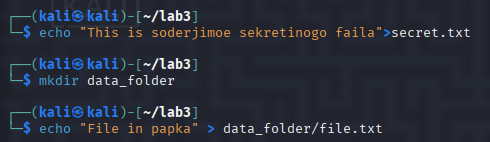 ┌──(kali㉿kali)-[~/lab3]
└─$ echo "This is soderjimoe sekretinogo faila">secret.txt
┌──(kali㉿kali)-[~/lab3]
└─$ mkdir data_folder
┌──(kali㉿kali)-[~/lab3]
└─$ echo "File in papka" > data_folder/file.txt